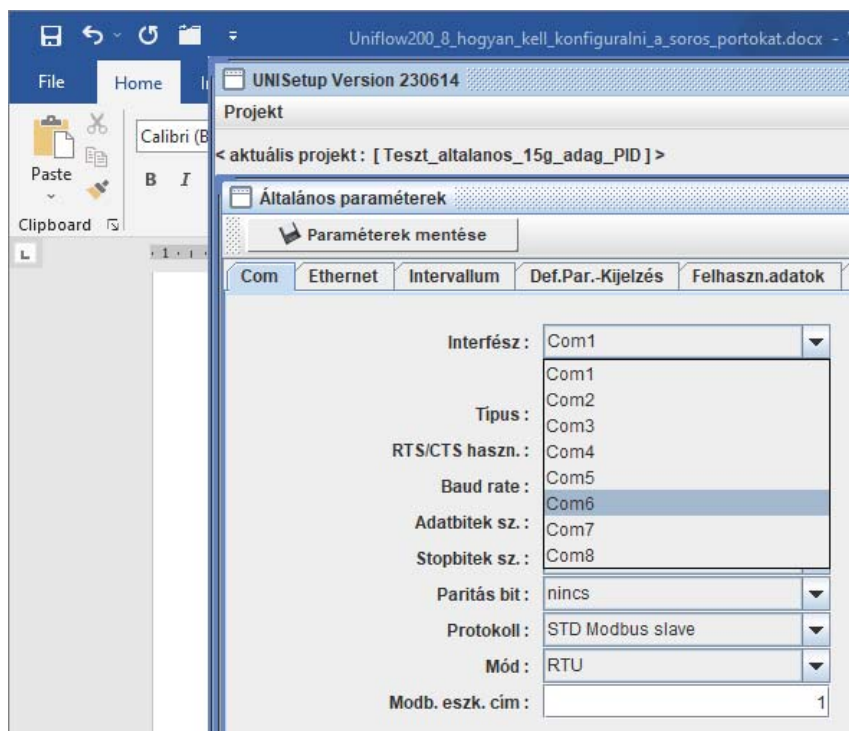 Uniflow200_8_hogyan_kell_konfiguralni_a_soros_portokat.docx -
File Home
UNISetup Version 230614
Projekt
Calibri (B
< aktuális projekt : [ Teszt_altalanos_15g_adag_PID ] >
Paste
B I
Általános paraméterek
Clipboard
Paraméterek mentése
L
1
Com Ethernet Intervallum Def.Par.-Kijelzés Felhaszn.adatok
Interfész : Com1
Com1
Com2
Típus : Com3
RTS/CTS haszn. : Com4
Baud rate : Com5
Com6
Adatbitek sz. : Com7
Stopbitek sz. : Com8
Paritás bit : nincs
Protokoll : STD Modbus slave
Mód : RTU
Modb. eszk. cím : 1